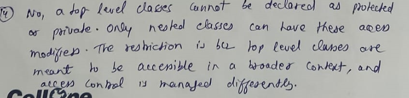 ④ No, a top level classes cannot be declared as protected
or private. Only nested classes can have these acces
modifiers. The restriction is bcz top level classes are
meant to be accessible in a broader context, and
access control is managed differently.